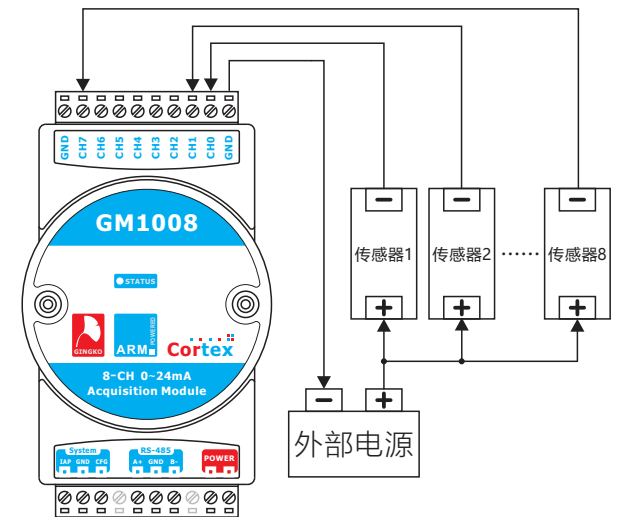 GND CH7 CH6 CH5 CH4 CH3 CH2 CH1 CH0 GND
GM1008
STATUS
GINGKO
ARM POWERED
Cortex
8-CH 0~24mA
Acquisition Module
System
IAP GND CFG
RS-485
A+ GND B-
POWER
−
−
−
传感器1
传感器2
……
传感器8
+
+
+
− +
外部电源